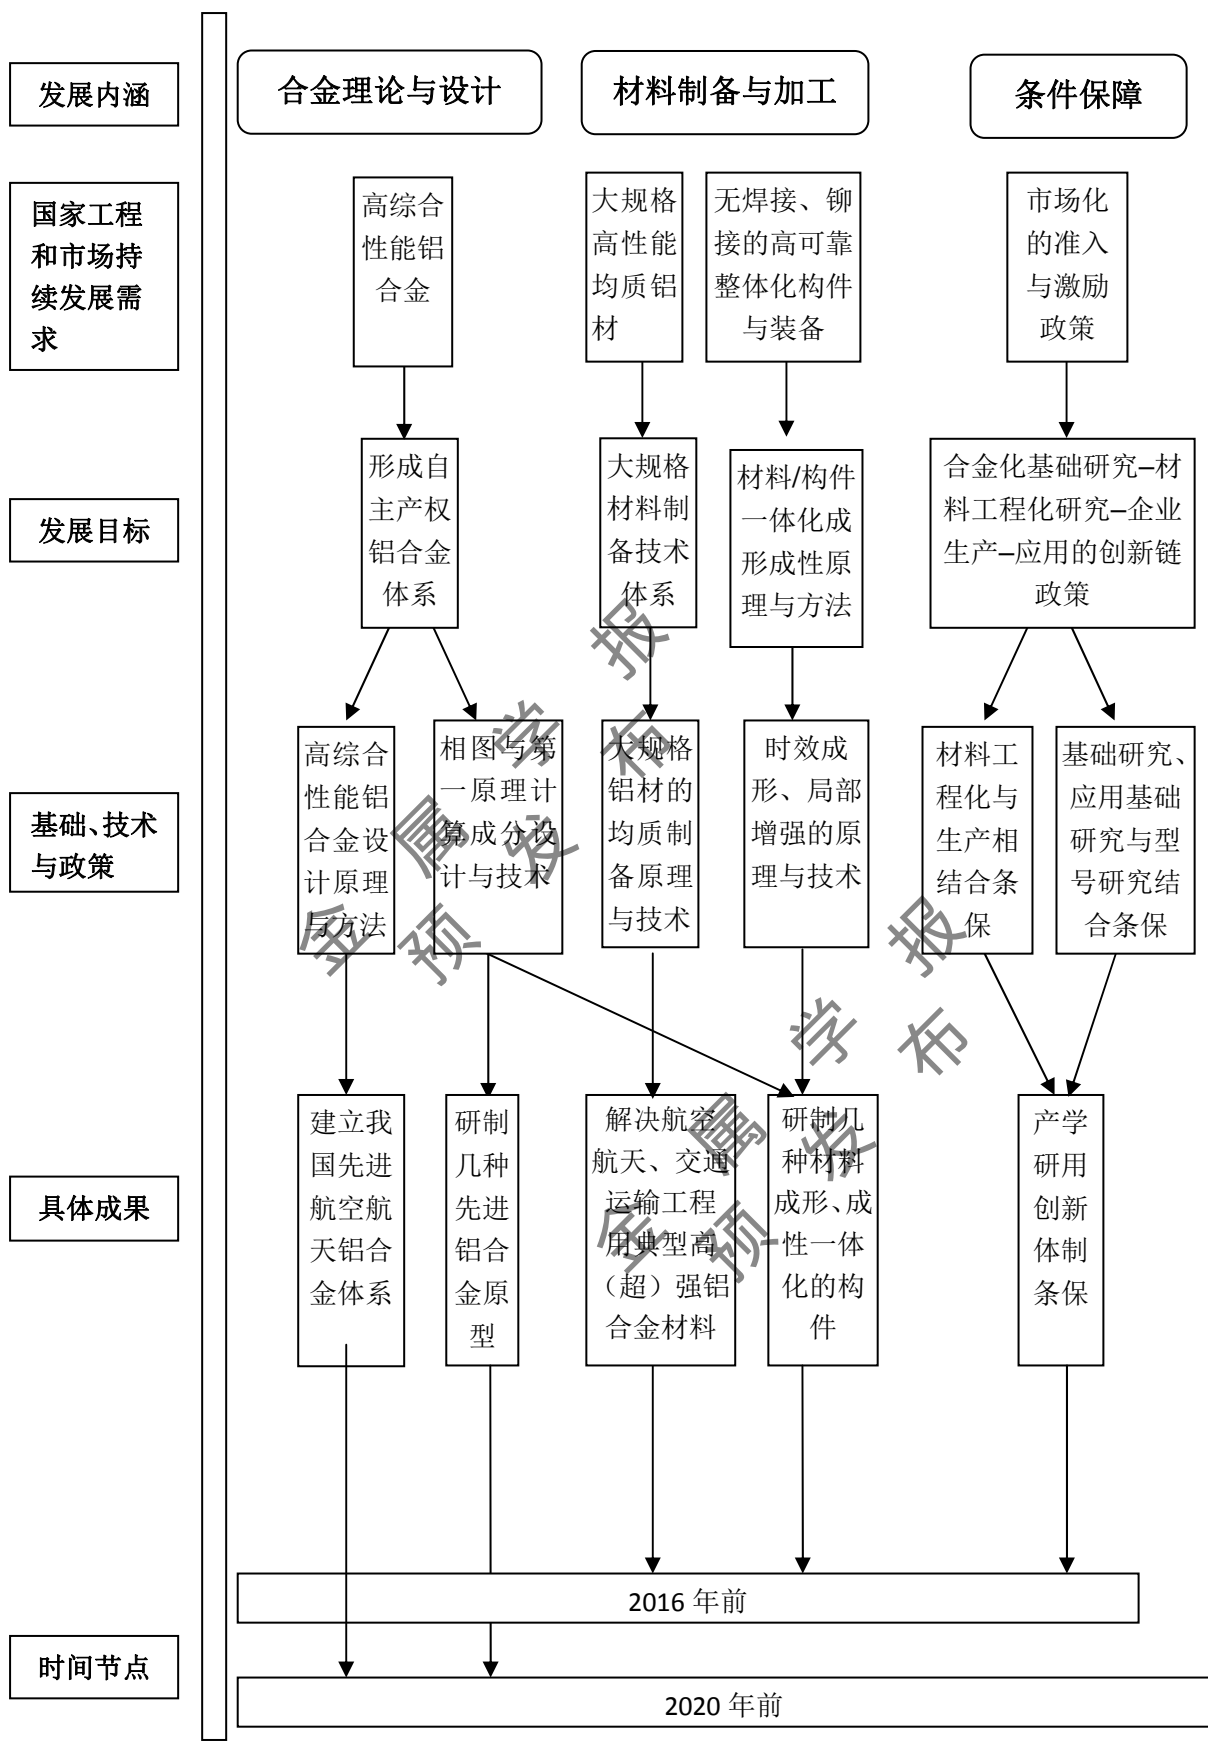 发展内涵
合金理论与设计
材料制备与加工
条件保障
国家工程
和市场持
续发展需
求
高综合
性能铝
合金
大规格
高性能
均质铝
材
无焊接、铆
接的高可靠
整体化构件
与装备
市场化
的准入
与激励
政策
发展目标
形成自
主产权
铝合金
体系
大规格
材料制
备技术
体系
材料/构件
一体化成
形成性原
理与方法
合金化基础研究–材
料工程化研究–企业
生产–应用的创新链
政策
基础、技术
与政策
高综合
性能铝
合金设
计原理
与方法
相图与第
一原理计
算成分设
计与技术
大规格
铝材的
均质制
备原理
与技术
时效成
形、局部
增强的原
理与技术
材料工
程化与
生产相
结合条
保
基础研究、
应用基础
研究与型
号研究结
合条保
具体成果
建立我
国先进
航空航
天铝合
金体系
研制
几种
先进
铝合
金原
型
解决航空
航天、交通
运输工程
用典型高
（超）强铝
合金材料
研制几
种材料
成形、成
性一体
化的构
件
产学
研用
创新
体制
条保
时间节点
2016 年前
2020 年前
金属学报
预发布
金属学报
预发布